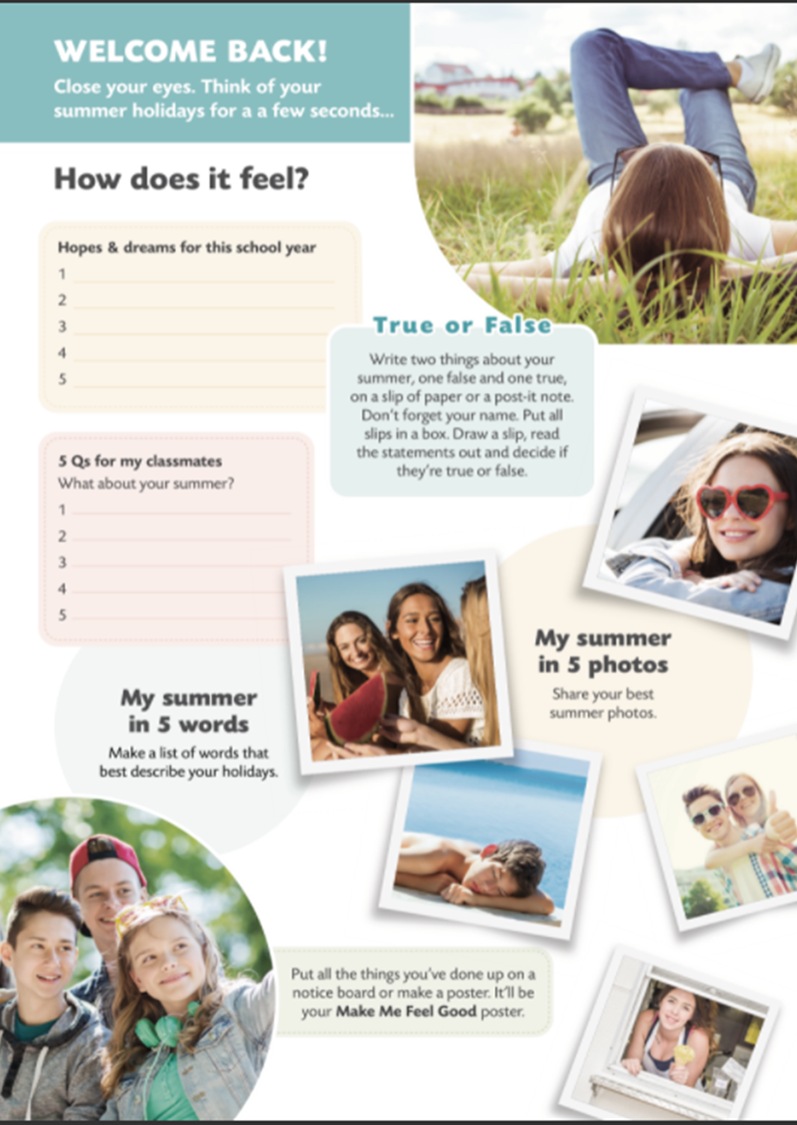 WELCOME BACK!
Close your eyes. Think of your
summer holidays for a a few seconds...
How does it feel?
Hopes & dreams for this school year
1
2
3
4
5
True or False
Write two things about your
summer, one false and one true,
on a slip of paper or a post-it note.
Don't forget your name. Put all
slips in a box. Draw a slip, read
the statements out and decide if
they're true or false.
5 Qs for my classmates
What about your summer?
1
2
3
4
5
My summer
in 5 photos
Share your best
summer photos.
My summer
in 5 words
Make a list of words that
best describe your holidays.
Put all the things you've done up on a
notice board or make a poster. It'll be
your Make Me Feel Good poster.